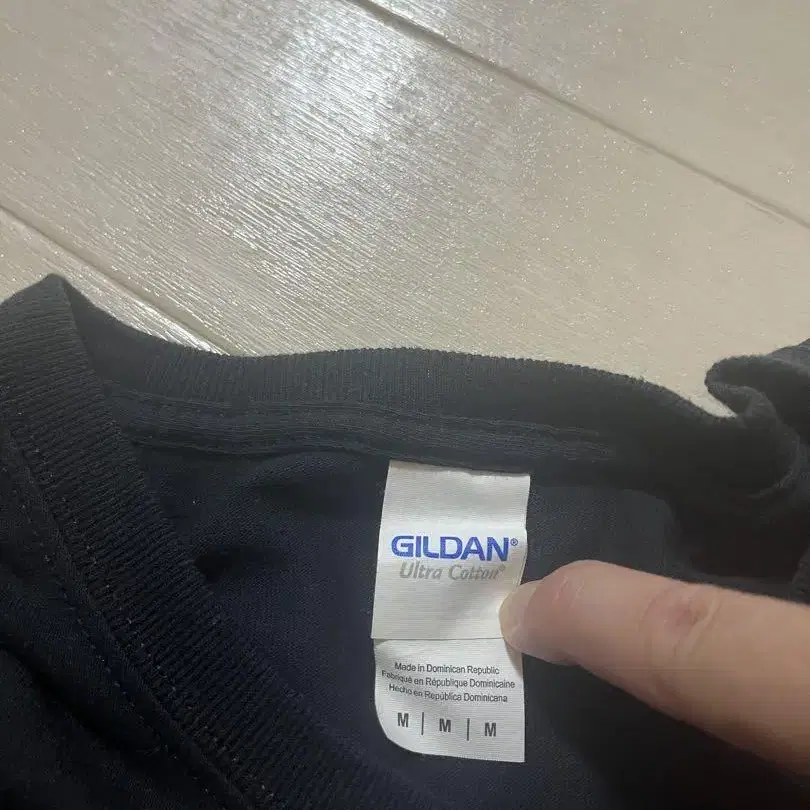 GILDAN®
Ultra Cotton®
Made in Dominican Republic
Fabriqué en République Dominicaine
Hecho en República Dominicana
M | M | M